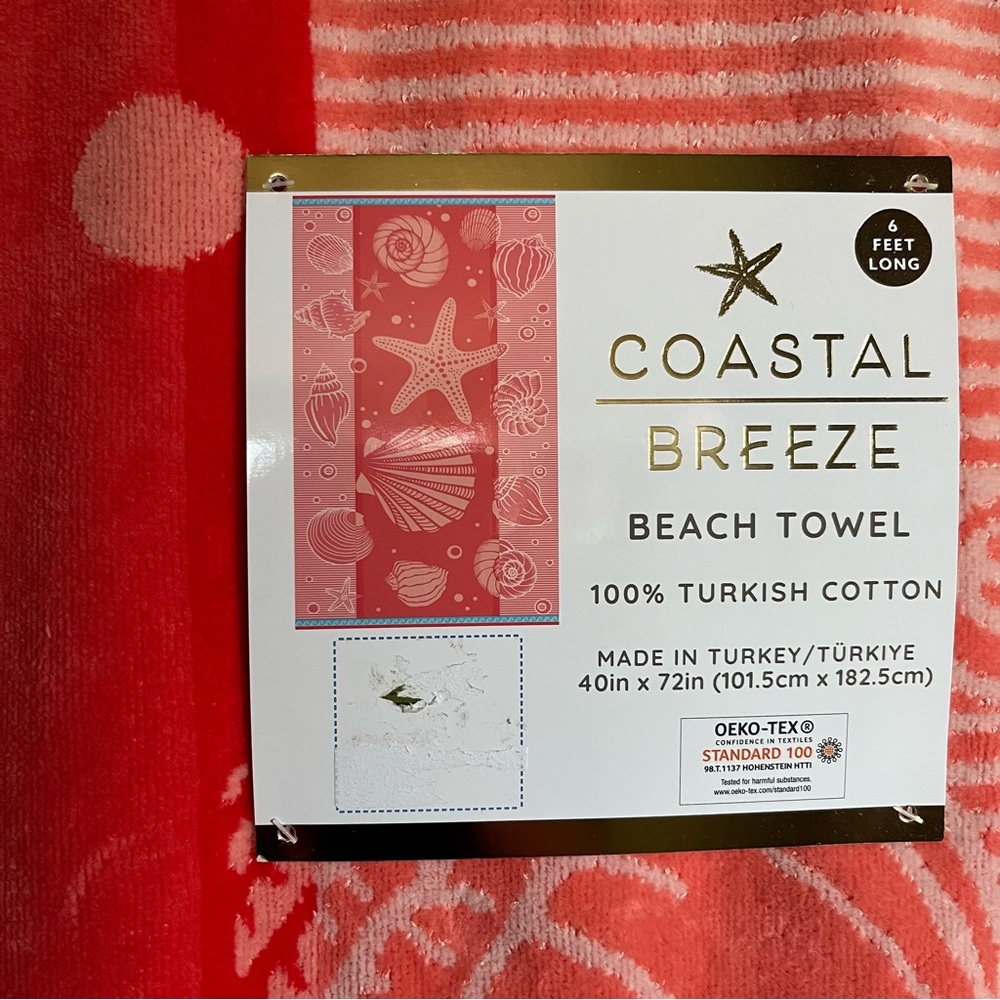 6
FEET
LONG
COASTAL
BREEZE
BEACH TOWEL
100% TURKISH COTTON
MADE IN TURKEY/TÜRKIYE
40in x 72in (101.5cm x 182.5cm)
OEKO-TEX®
CONFIDENCE IN TEXTILES
STANDARD 100
98.T.1137 HOHENSTEIN HTTI
Tested for harmful substances.
www.oeko-tex.com/standard100